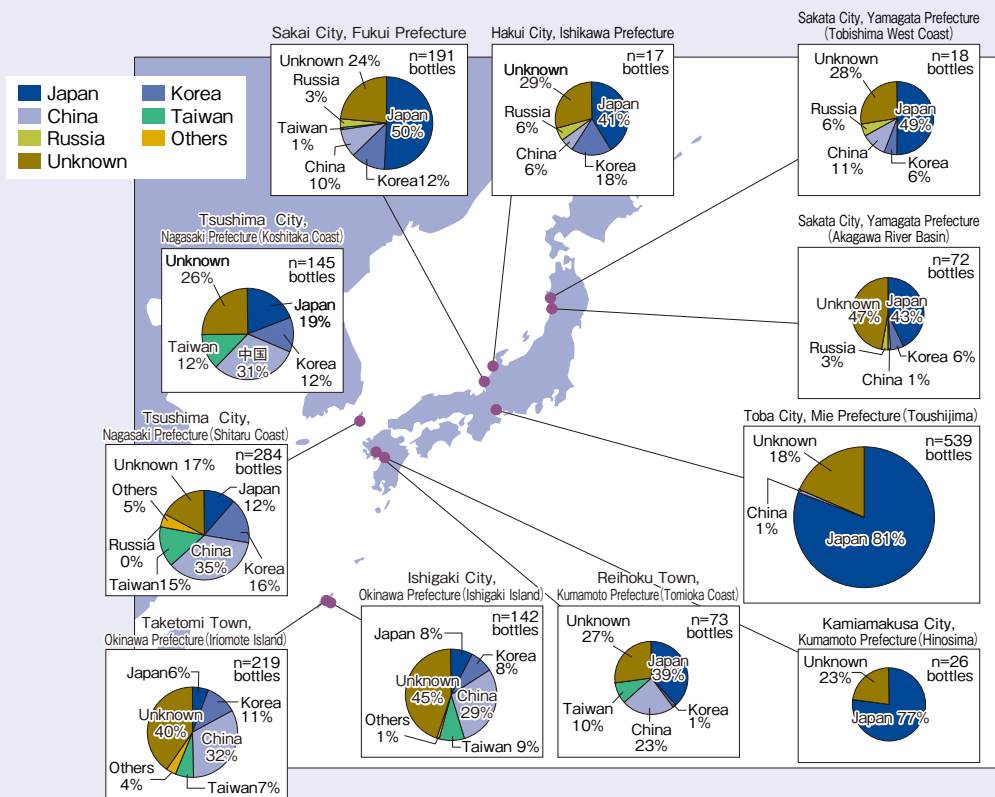 Japan
Korea
China
Taiwan
Russia
Others
Unknown
Sakai City, Fukui Prefecture
n=191
bottles
Unknown 24%
Russia
3%
Taiwan
1%
China
10%
Korea12%
Japan
50%
Hakui City, Ishikawa Prefecture
n=17
bottles
Unknown
29%
Russia
6%
China
6%
Korea
18%
Japan
41%
Sakata City, Yamagata Prefecture
(Tobishima West Coast)
n=18
bottles
Unknown
28%
Russia
6%
China
11%
Korea
6%
Japan
49%
Tsushima City,
Nagasaki Prefecture(Koshitaka Coast)
n=145
bottles
Unknown
26%
Japan
19%
Taiwan
12%
中国
31%
Korea
12%
Sakata City, Yamagata Prefecture
(Akagawa River Basin)
n=72
bottles
Unknown
47%
Japan
43%
Russia
3%
Korea 6%
China 1%
Tsushima City,
Nagasaki Prefecture(Shitaru Coast)
n=284
bottles
Unknown 17%
Others
5%
Japan
12%
Russia
0%
China
35%
Korea
16%
Taiwan15%
Toba City, Mie Prefecture(Toushijima)
n=539
bottles
Unknown
18%
China
1%
Japan 81%
Taketomi Town,
Okinawa Prefecture(Iriomote Island)
n=219
bottles
Japan6%
Korea
11%
Unknown
40%
China
32%
Others
4%
Taiwan7%
Ishigaki City,
Okinawa Prefecture(Ishigaki Island)
n=142
bottles
Japan 8%
Korea
8%
Unknown
45%
China
29%
Others
1%
Taiwan 9%
Reihoku Town,
Kumamoto Prefecture(Tomioka Coast)
n=73
bottles
Unknown
27%
Japan
39%
Taiwan
10%
Korea
1%
China
23%
Kamiamakusa City,
Kumamoto Prefecture(Hinosima)
n=26
bottles
Unknown
23%
Japan 77%